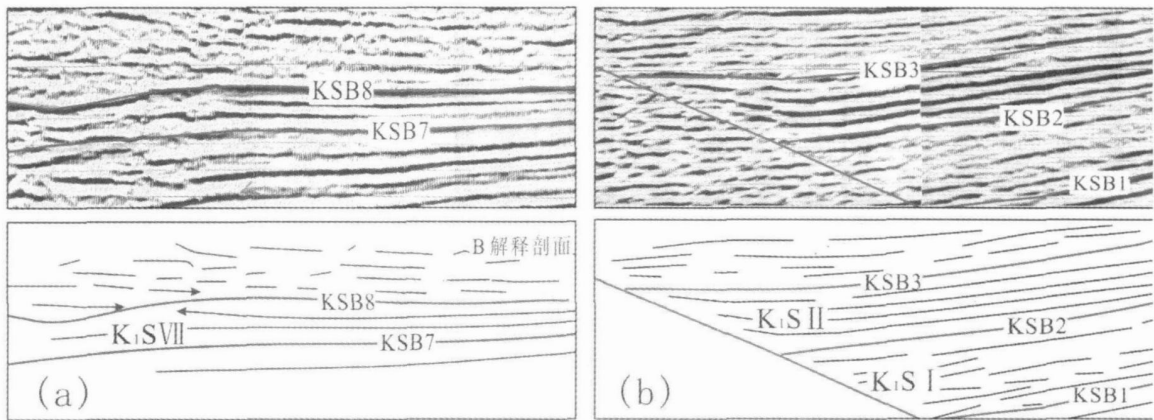 KSB8
KSB7
KSB3
KSB2
KSB1
B 解释剖面
KSB8
K₁SⅦ
KSB7
(a)
KSB3
K₁SⅡ
KSB2
K₁SⅠ
KSB1
(b)